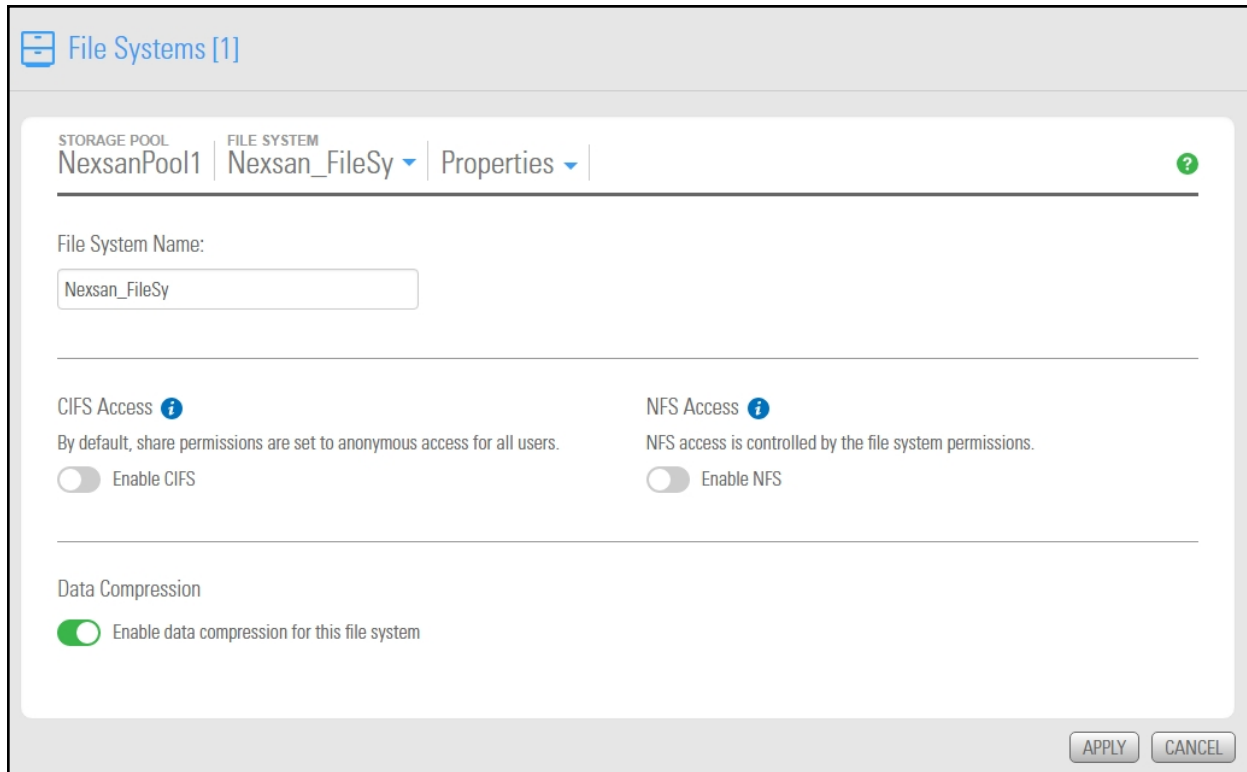 File Systems [1]
STORAGE POOL
NexsanPool1
FILE SYSTEM
Nexsan_FileSy
Properties
?
File System Name:
Nexsan_FileSy
CIFS Access i
By default, share permissions are set to anonymous access for all users.
Enable CIFS
NFS Access i
NFS access is controlled by the file system permissions.
Enable NFS
Data Compression
Enable data compression for this file system
APPLY
CANCEL